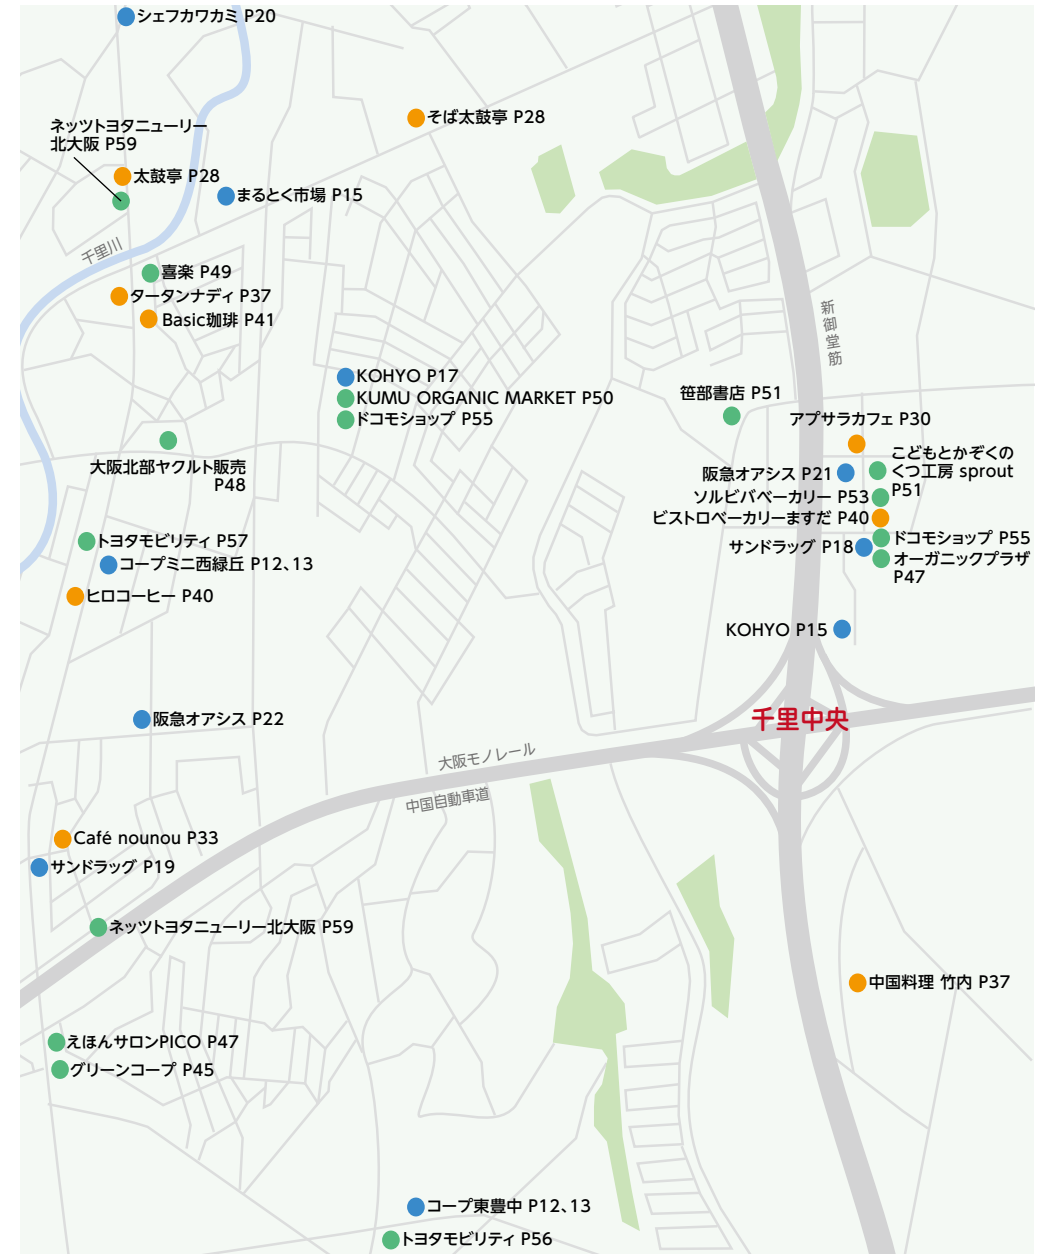 シェフカワカミ P20
そば太鼓亭 P28
ネッツトヨタニューリー
北大阪 P59
太鼓亭 P28
まるとく市場 P15
千里川
喜楽 P49
タータンナディ P37
Basic珈琲 P41
新御堂筋
KOHYO P17
KUMU ORGANIC MARKET P50
ドコモショップ P55
笹部書店 P51
アプサラカフェ P30
大阪北部ヤクルト販売
P48
阪急オアシス P21
こどもとかぞくの
くつ工房 sprout
P51
ソルビバベーカリー P53
ビストロベーカリーますだ P40
ドコモショップ P55
サンドラッグ P18
オーガニックプラザ
P47
トヨタモビリティ P57
コープミニ西緑丘 P12、13
ヒロコーヒー P40
KOHYO P15
阪急オアシス P22
千里中央
大阪モノレール
中国自動車道
Café nounou P33
サンドラッグ P19
ネッツトヨタニューリー北大阪 P59
中国料理 竹内 P37
えほんサロンPICO P47
グリーンコープ P45
コープ東豊中 P12、13
トヨタモビリティ P56